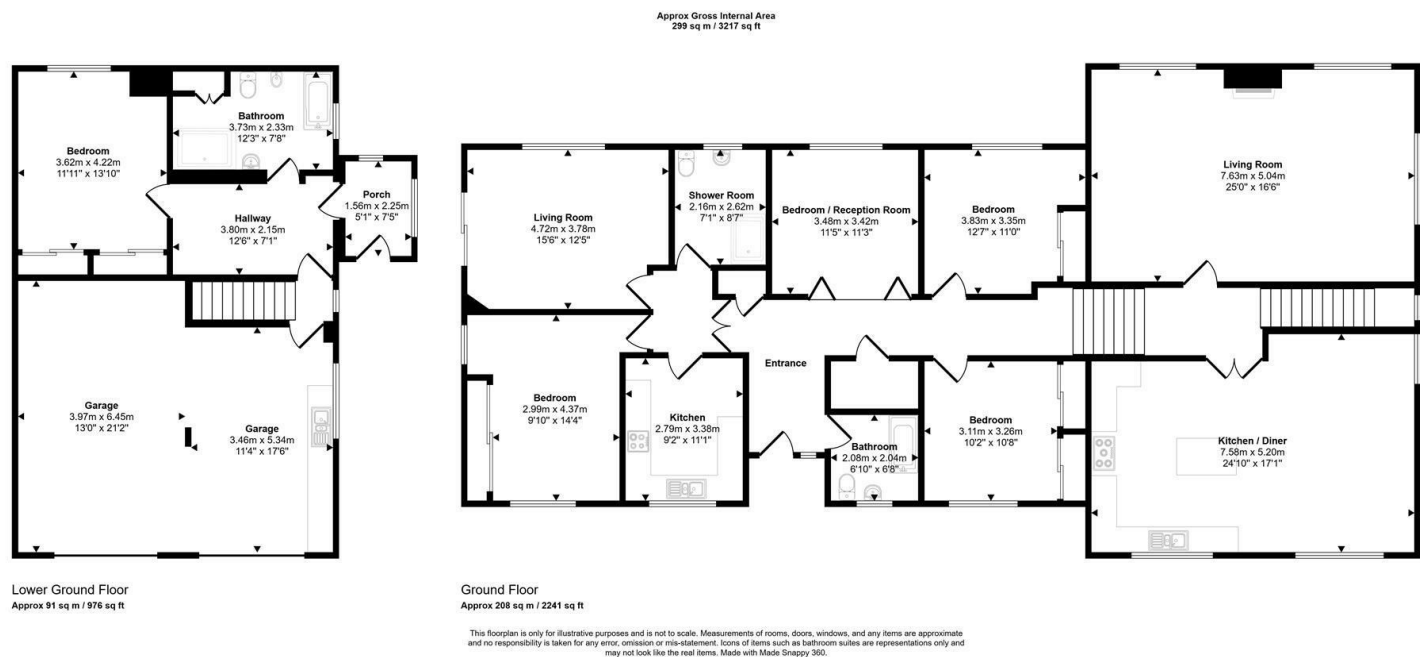 Approx Gross Internal Area
299 sq m / 3217 sq ft
Bedroom
3.62m x 4.22m
11'11" x 13'10"
Bathroom
3.73m x 2.33m
12'3" x 7'8"
Porch
1.56m x 2.25m
5'1" x 7'5"
Hallway
3.80m x 2.15m
12'6" x 7'1"
Garage
3.97m x 6.45m
13'0" x 21'2"
Garage
3.46m x 5.34m
11'4" x 17'6"
Lower Ground Floor
Approx 91 sq m / 976 sq ft
Living Room
4.72m x 3.78m
15'6" x 12'5"
Shower Room
2.16m x 2.62m
7'1" x 8'7"
Bedroom / Reception Room
3.48m x 3.42m
11'5" x 11'3"
Bedroom
3.83m x 3.35m
12'7" x 11'0"
Living Room
7.63m x 5.04m
25'0" x 16'6"
Bedroom
2.99m x 4.37m
9'10" x 14'4"
Kitchen
2.79m x 3.38m
9'2" x 11'1"
Entrance
Bathroom
2.08m x 2.04m
6'10" x 6'8"
Bedroom
3.11m x 3.26m
10'2" x 10'8"
Kitchen / Diner
7.58m x 5.20m
24'10" x 17'1"
Ground Floor
Approx 208 sq m / 2241 sq ft
This floorplan is only for illustrative purposes and is not to scale. Measurements of rooms, doors, windows, and any items are approximate
and no responsibility is taken for any error, omission or mis-statement. Icons of items such as bathroom suites are representations only and
may not look like the real items. Made with Made Snappy 360.